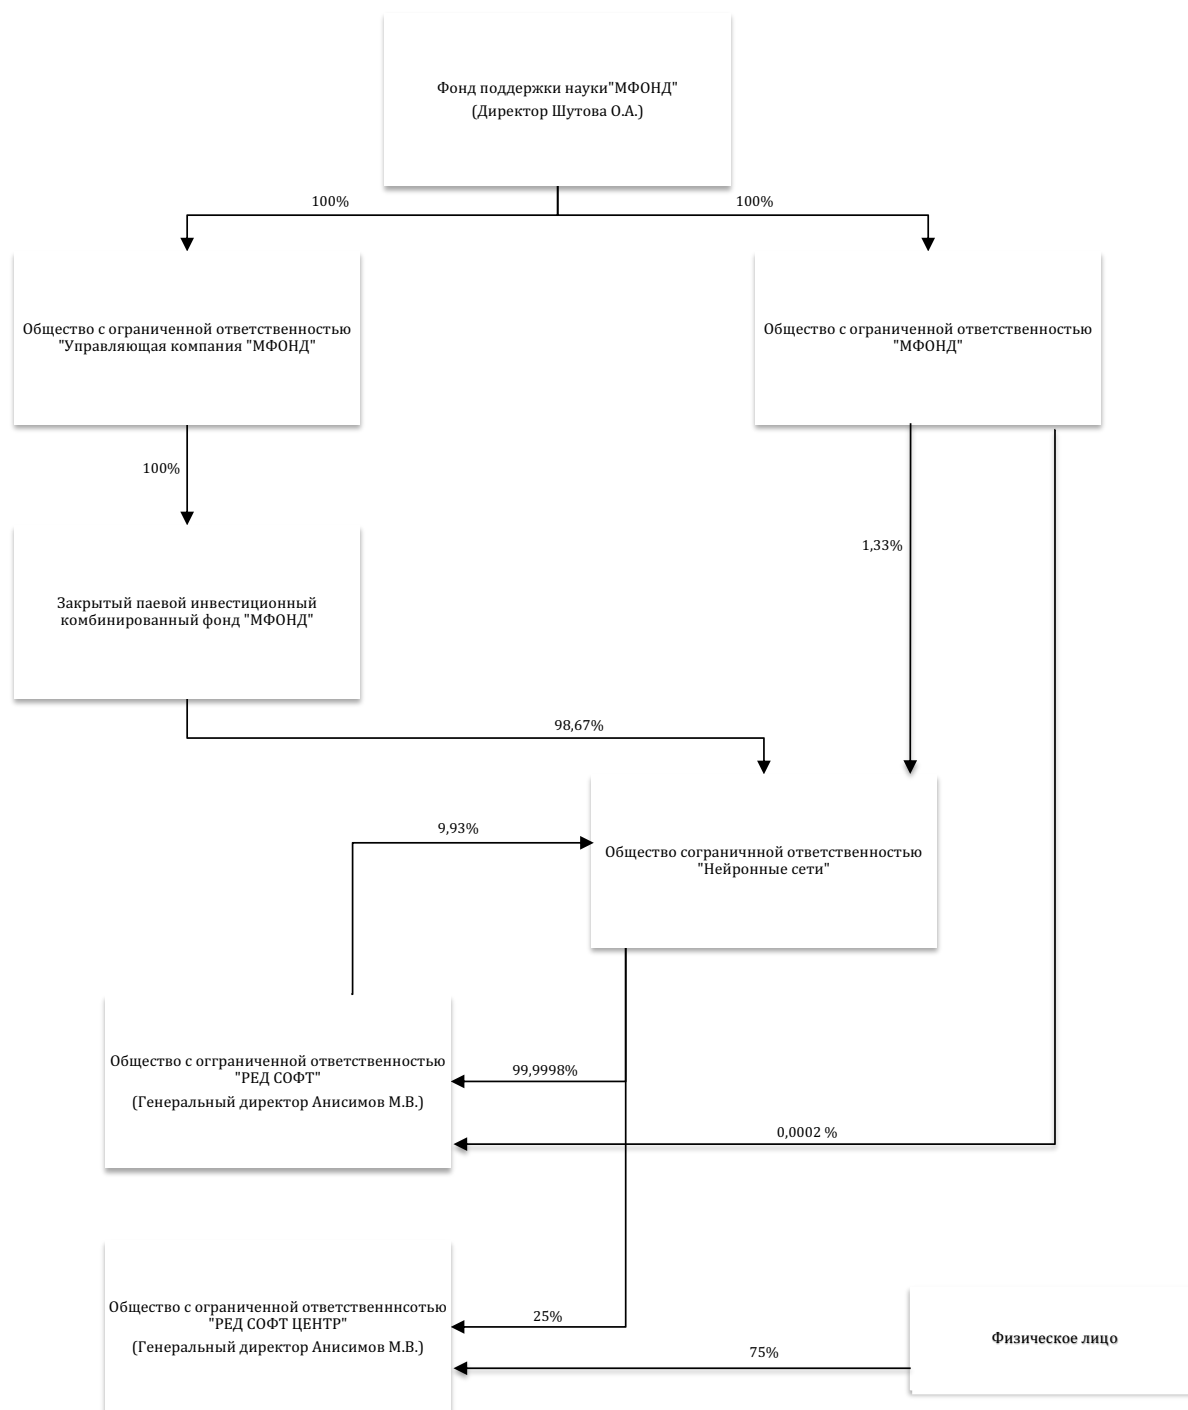 Фонд поддержки науки"МФОНД"
(Директор Шутова О.А.)
100%
100%
Общество с ограниченной ответственностью
"Управляющая компания "МФОНД"
Общество с ограниченной ответственностью
"МФОНД"
100%
1,33%
Закрытый паевой инвестиционный
комбинированный фонд "МФОНД"
98,67%
9,93%
Общество сограничнной ответственностью
"Нейронные сети"
Общество с огграниченной ответственностью
"РЕД СОФТ"
(Генеральный директор Анисимов М.В.)
99,9998%
0,0002 %
Общество с ограниченной ответственннсотью
"РЕД СОФТ ЦЕНТР"
(Генеральный директор Анисимов М.В.)
25%
75%
Физическое лицо